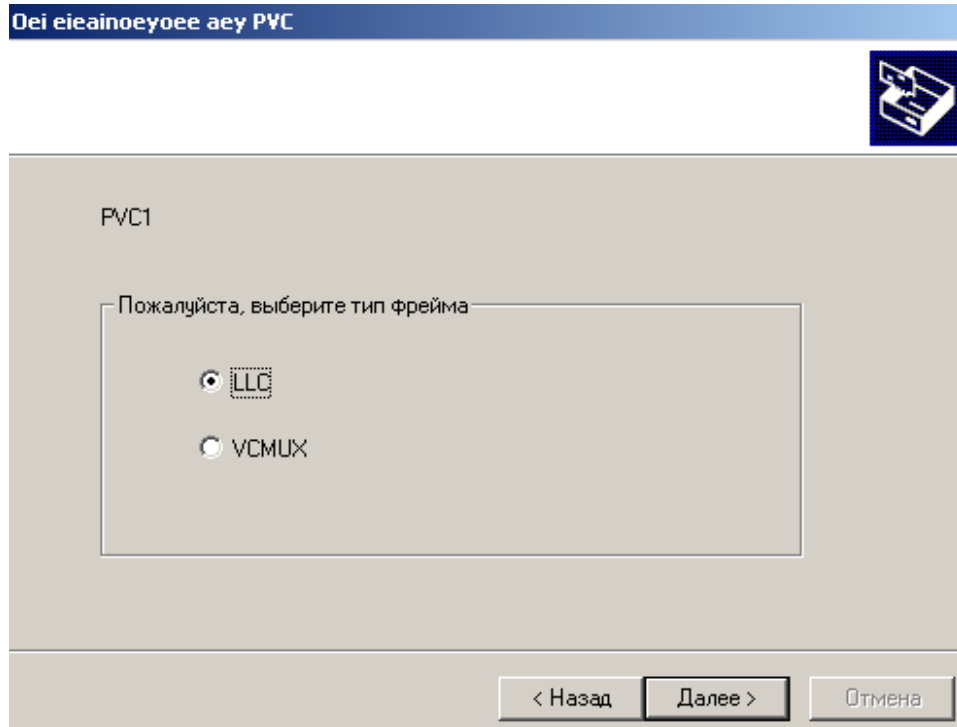 Oei eieainoeyoee aey PVC
PVC1
Пожалуйста, выберите тип фрейма
LLC
VCMUX
< Назад
Далее >
Отмена